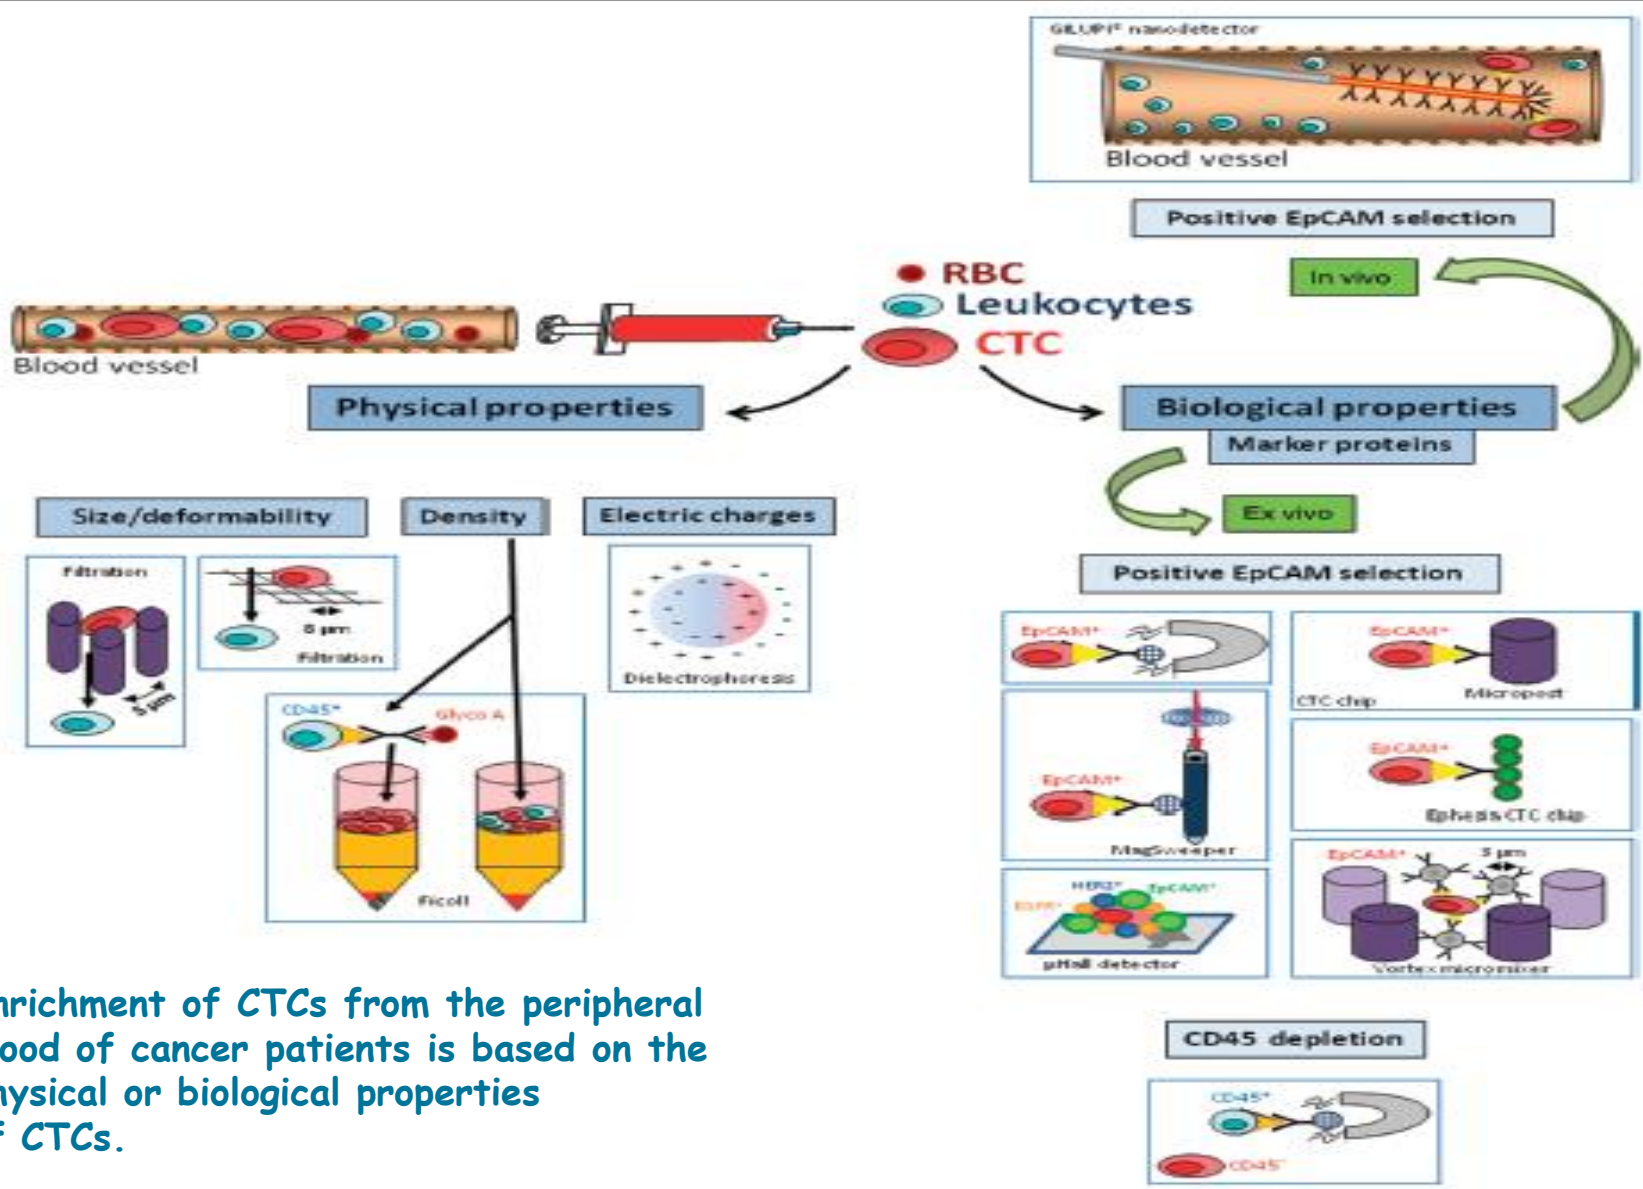 GILUPI® nanodetector
Blood vessel
Positive EpCAM selection
In vivo
RBC
Leukocytes
CTC
Blood vessel
Physical properties
Biological properties
Marker proteins
Ex vivo
Size/deformability
Density
Electric charges
Filtration
5 µm
8 µm
Filtration
Dielectrophoresis
CD45+
Glyco A
Ficoll
Positive EpCAM selection
EpCAM+
EpCAM+
CTC chip
Micropost
EpCAM+
MagSweeper
EpCAM+
Ephesis CTC chip
HER2+
EpCAM+
EGFR+
µHall detector
EpCAM+
3 µm
Vortex micromixer
CD45 depletion
CD45+
CD45-
nrichment of CTCs from the peripheral
ood of cancer patients is based on the
hysical or biological properties
f CTCs.